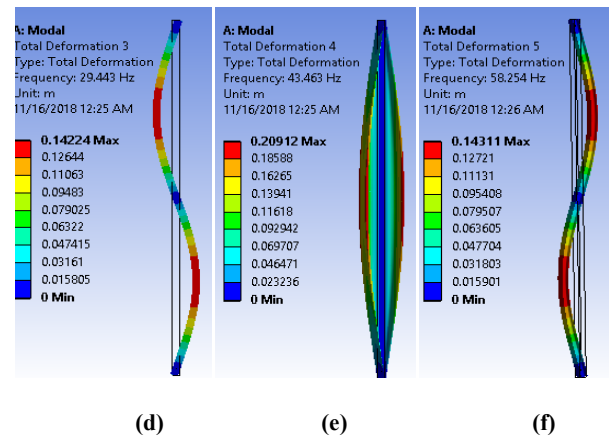 A: Modal
Total Deformation 3
Type: Total Deformation
Frequency: 29.443 Hz
Unit: m
11/16/2018 12:25 AM
0.14224 Max
0.12644
0.11063
0.09483
0.079025
0.06322
0.047415
0.03161
0.015805
0 Min
A: Modal
Total Deformation 4
Type: Total Deformation
Frequency: 43.463 Hz
Unit: m
11/16/2018 12:25 AM
0.20912 Max
0.18588
0.16265
0.13941
0.11618
0.092942
0.069707
0.046471
0.023236
0 Min
A: Modal
Total Deformation 5
Type: Total Deformation
Frequency: 58.254 Hz
Unit: m
11/16/2018 12:26 AM
0.14311 Max
0.12721
0.11131
0.095408
0.079507
0.063605
0.047704
0.031803
0.015901
0 Min
(d)
(e)
(f)